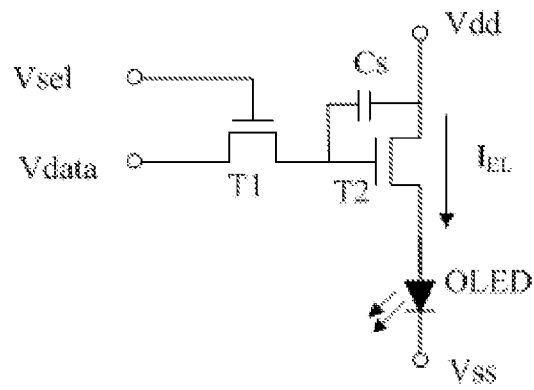 Vdd
Cs
Vsel
Vdata
T1
T2
I_EL
OLED
Vss